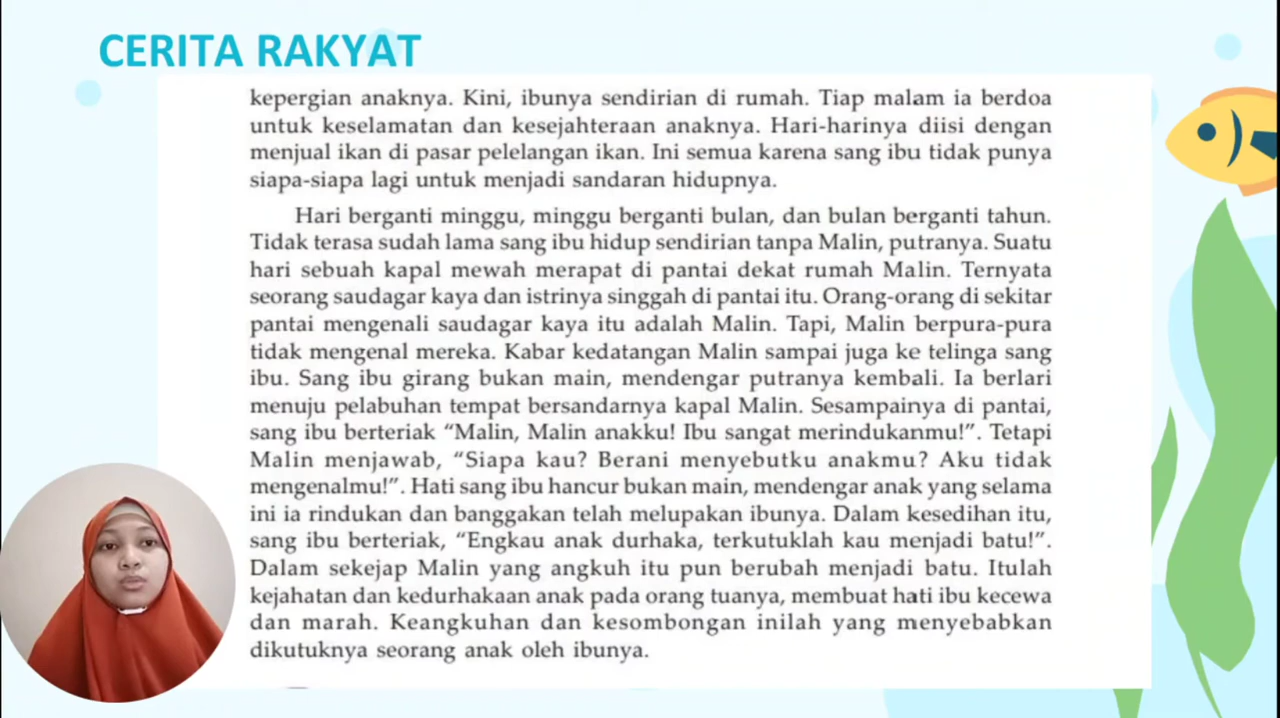 CERITA RAKYAT
kepergian anaknya. Kini, ibunya sendirian di rumah. Tiap malam ia berdoa
untuk keselamatan dan kesejahteraan anaknya. Hari-harinya diisi dengan
menjual ikan di pasar pelelangan ikan. Ini semua karena sang ibu tidak punya
siapa-siapa lagi untuk menjadi sandaran hidupnya.
Hari berganti minggu, minggu berganti bulan, dan bulan berganti tahun.
Tidak terasa sudah lama sang ibu hidup sendirian tanpa Malin, putranya. Suatu
hari sebuah kapal mewah merapat di pantai dekat rumah Malin. Ternyata
seorang saudagar kaya dan istrinya singgah di pantai itu. Orang-orang di sekitar
pantai mengenali saudagar kaya itu adalah Malin. Tapi, Malin berpura-pura
tidak mengenal mereka. Kabar kedatangan Malin sampai juga ke telinga sang
ibu. Sang ibu girang bukan main, mendengar putranya kembali. Ia berlari
menuju pelabuhan tempat bersandarnya kapal Malin. Sesampainya di pantai,
sang ibu berteriak “Malin, Malin anakku! Ibu sangat merindukanmu!”. Tetapi
Malin menjawab, “Siapa kau? Berani menyebutku anakmu? Aku tidak
mengenalmu!”. Hati sang ibu hancur bukan main, mendengar anak yang selama
ini ia rindukan dan banggakan telah melupakan ibunya. Dalam kesedihan itu,
sang ibu berteriak, “Engkau anak durhaka, terkutuklah kau menjadi batu!”.
Dalam sekejap Malin yang angkuh itu pun berubah menjadi batu. Itulah
kejahatan dan kedurhakaan anak pada orang tuanya, membuat hati ibu kecewa
dan marah. Keangkuhan dan kesombongan inilah yang menyebabkan
dikutuknya seorang anak oleh ibunya.